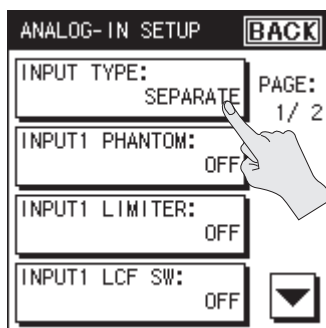 ANALOG-IN SETUP BACK
INPUT TYPE:
SEPARATE
PAGE:
1/ 2
INPUT1 PHANTOM:
OFF
INPUT1 LIMITER:
OFF
INPUT1 LCF SW:
OFF